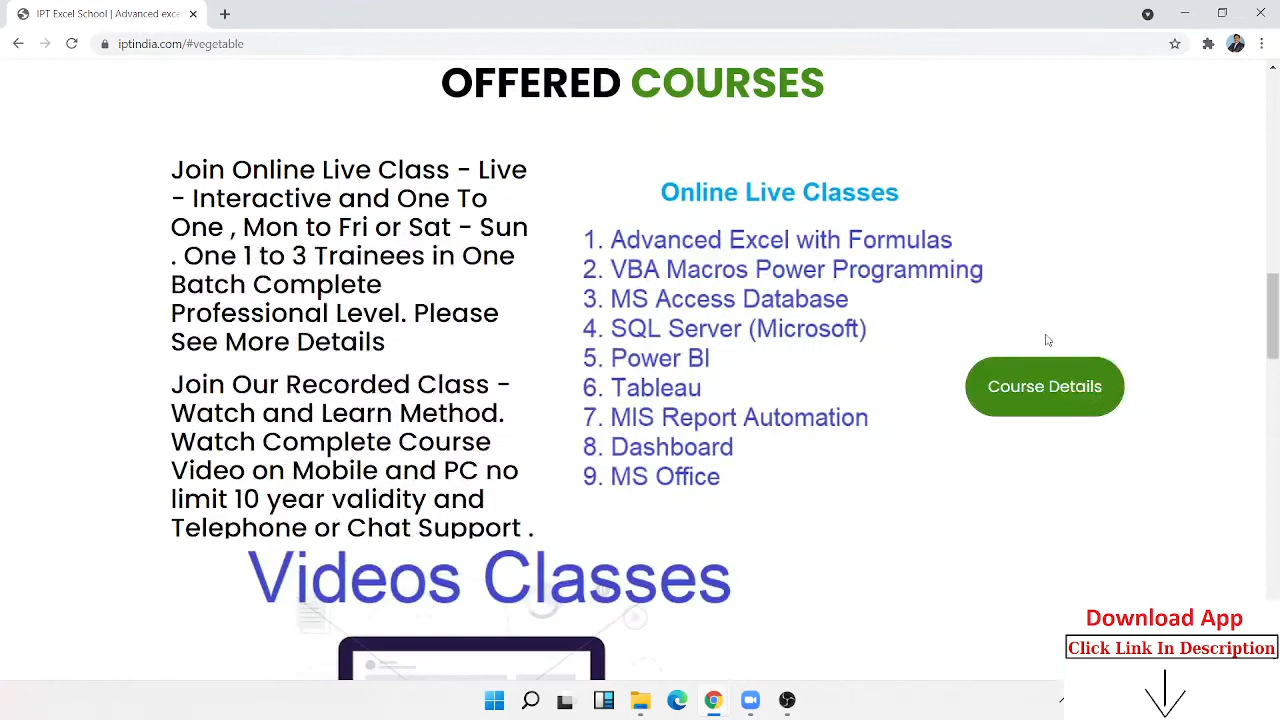 IPT Excel School | Advanced exce
iptindia.com/#vegetable
OFFERED COURSES
Join Online Live Class - Live
- Interactive and One To
One , Mon to Fri or Sat - Sun
. One 1 to 3 Trainees in One
Batch Complete
Professional Level. Please
See More Details
Join Our Recorded Class -
Watch and Learn Method.
Watch Complete Course
Video on Mobile and PC no
limit 10 year validity and
Telephone or Chat Support .
Online Live Classes
1. Advanced Excel with Formulas
2. VBA Macros Power Programming
3. MS Access Database
4. SQL Server (Microsoft)
5. Power BI
6. Tableau
7. MIS Report Automation
8. Dashboard
9. MS Office
Course Details
Videos Classes
Download App
Click Link In Description